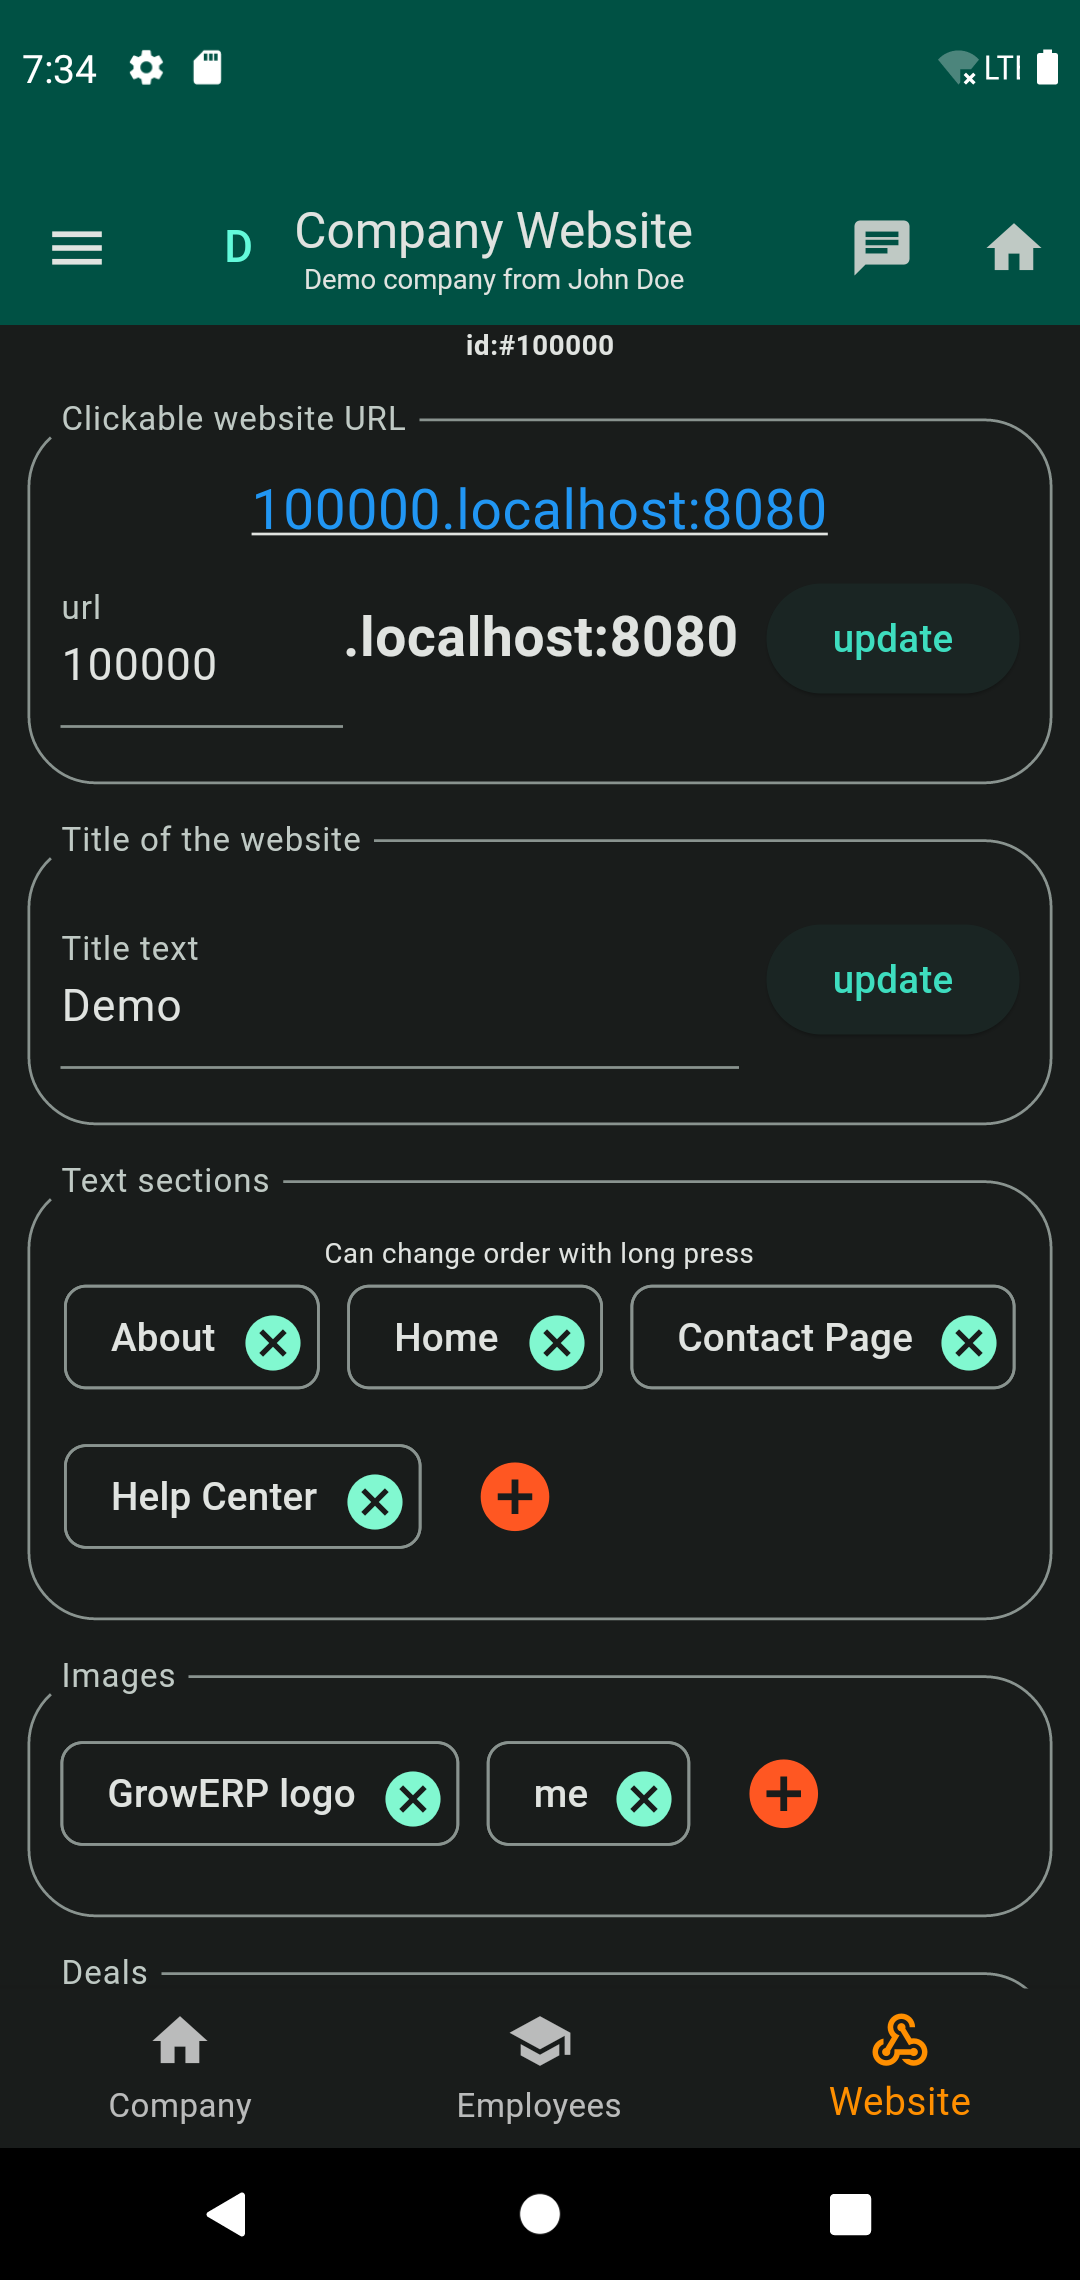 7:34
LTE
D
Company Website
Demo company from John Doe
id:#100000
Clickable website URL
100000.localhost:8080
url
100000
.localhost:8080
update
Title of the website
Title text
Demo
update
Text sections
Can change order with long press
About
Home
Contact Page
Help Center
Images
GrowERP logo
me
Deals
Company
Employees
Website